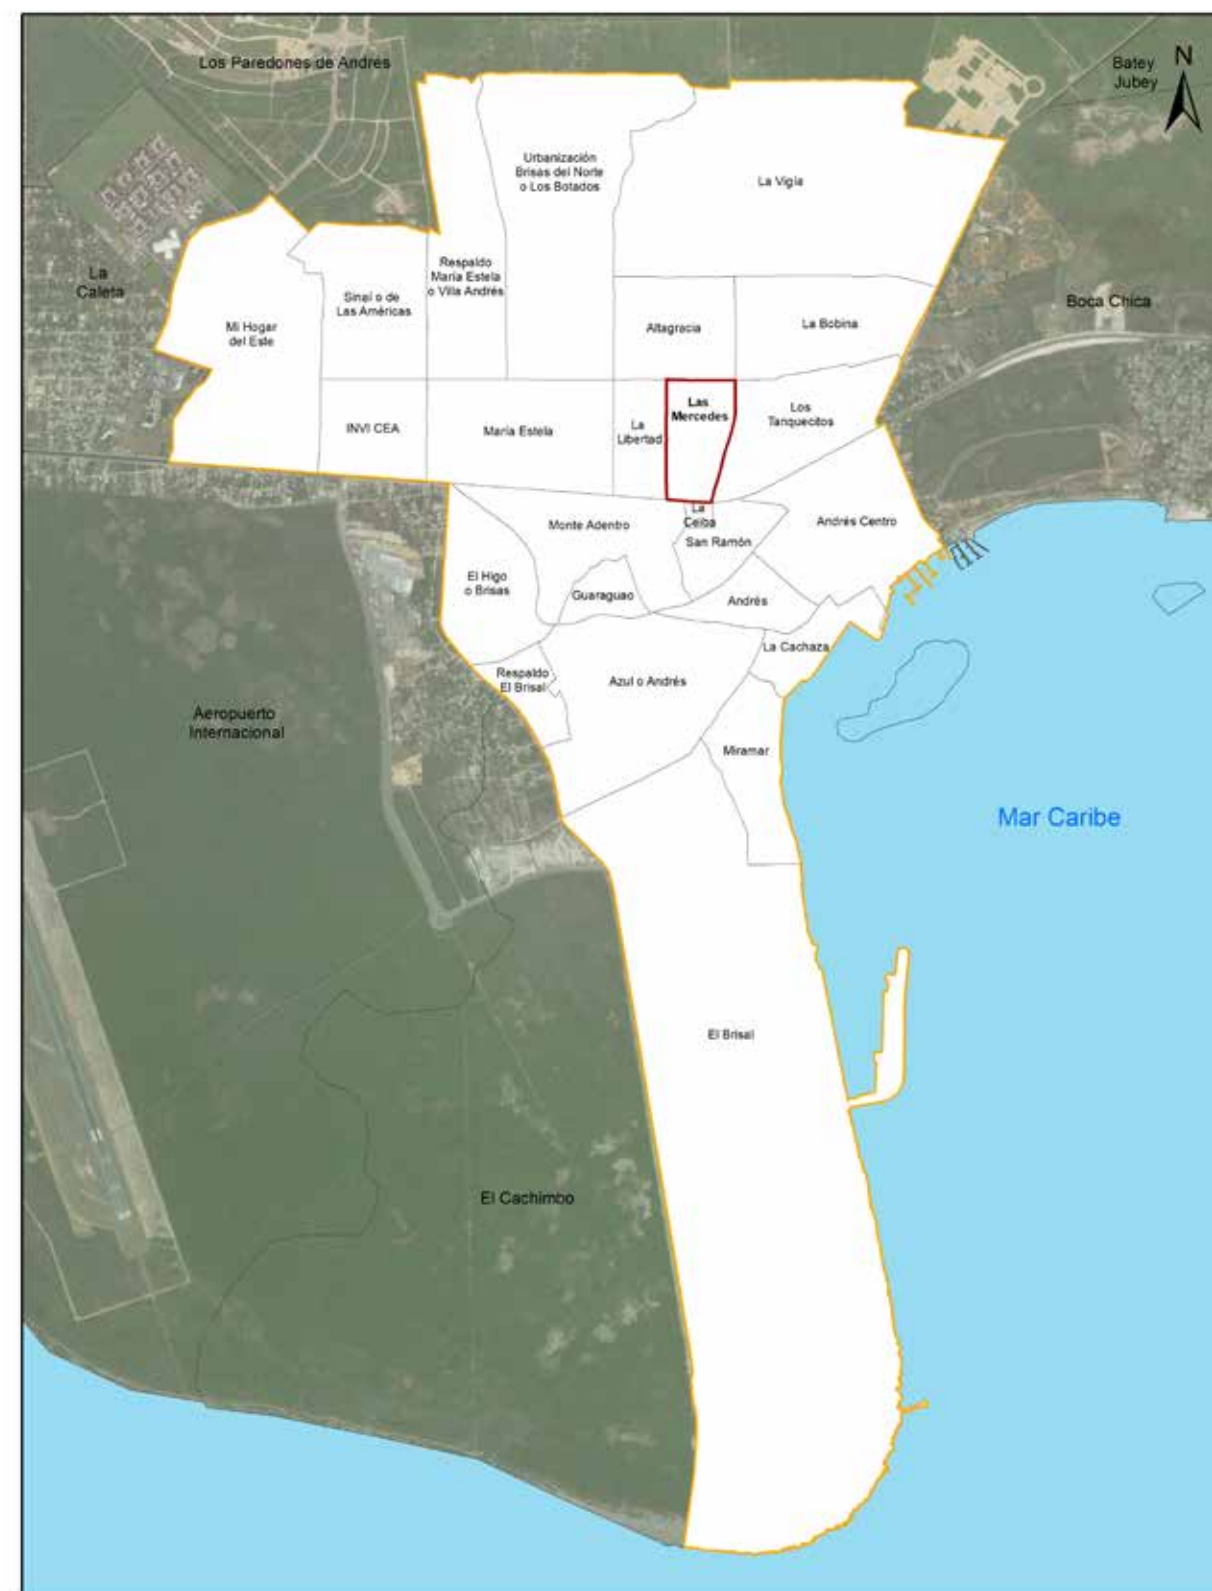 Los Paredones de Andrés
Batey
Jubey
N
Urbanización
Brisas del Norte
o Los Botados
La Vigía
La
Caleta
Respaldo
María Estela
o Villa Andrés
Sinaí o de
Las Américas
Boca Chica
Mi Hogar
del Este
Altagracia
La Bobina
Las
Mercedes
Los
Tanquecitos
INVI CEA
María Estela
La
Libertad
La
Ceiba
Monte Adentro
Andrés Centro
San Ramón
El Higo
o Brisas
Guaraguao
Andrés
La Cachaza
Respaldo
El Brisal
Azul o Andrés
Aeropuerto
Internacional
Miramar
Mar Caribe
El Brisal
El Cachimbo